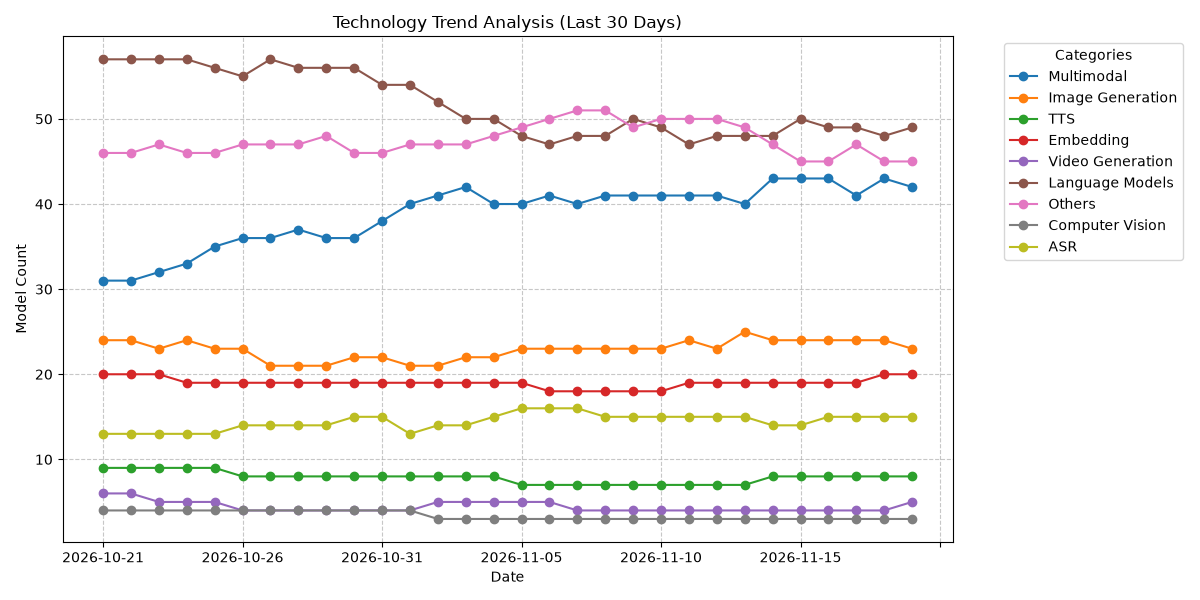 Technology Trend Analysis (Last 30 Days)
Model Count
50
40
30
20
10
2026-10-21
2026-10-26
2026-10-31
2026-11-05
2026-11-10
2026-11-15
Date
Categories
Multimodal
Image Generation
TTS
Embedding
Video Generation
Language Models
Others
Computer Vision
ASR